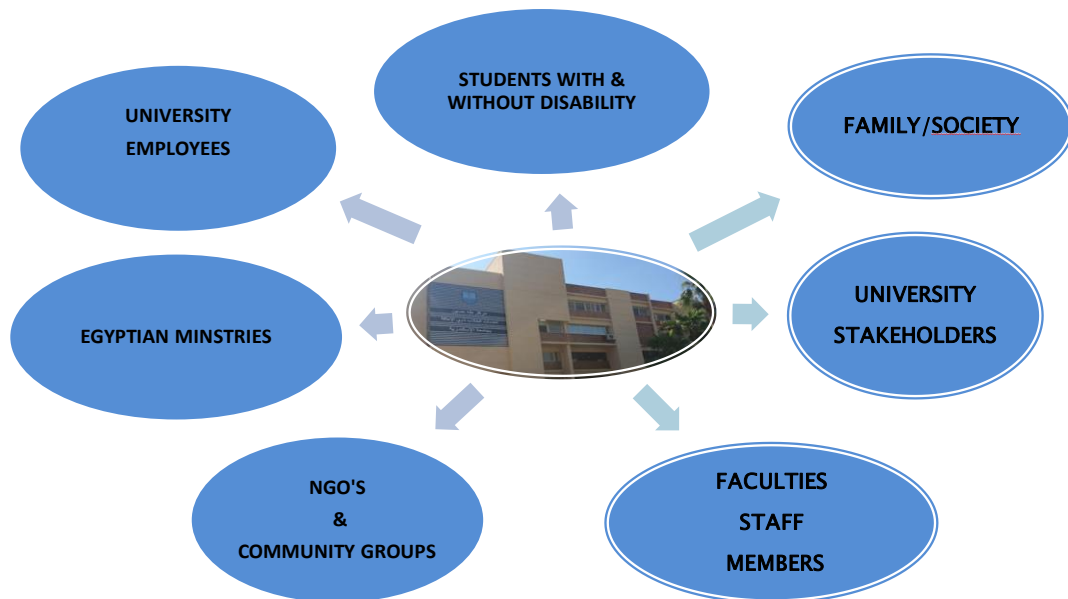 STUDENTS WITH &
WITHOUT DISABILITY
UNIVERSITY
EMPLOYEES
FAMILY/SOCIETY
EGYPTIAN MINSTRIES
UNIVERSITY
STAKEHOLDERS
NGO'S
&
COMMUNITY GROUPS
FACULTIES
STAFF
MEMBERS